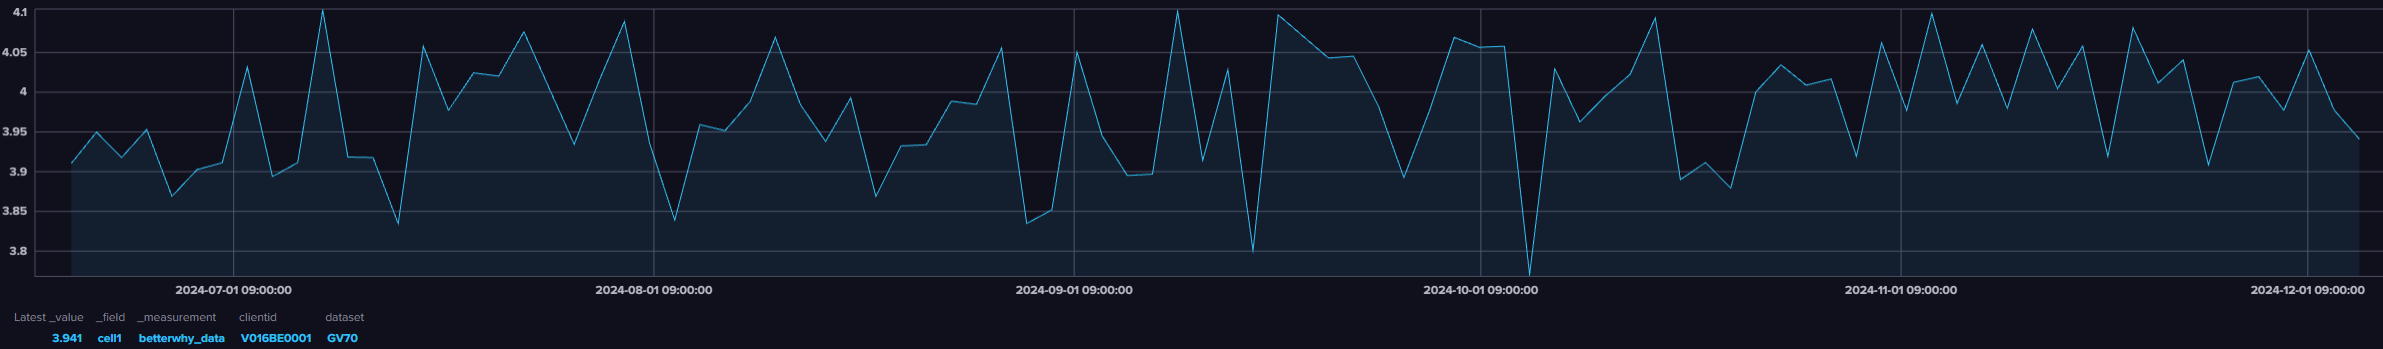 4.1
4.05
4
3.95
3.9
3.85
3.8
2024-07-01 09:00:00 2024-08-01 09:00:00 2024-09-01 09:00:00 2024-10-01 09:00:00 2024-11-01 09:00:00 2024-12-01 09:00:00
Latest _value _field _measurement clientid dataset
3.941 cell1 betterwhy_data V016BE0001 GV70